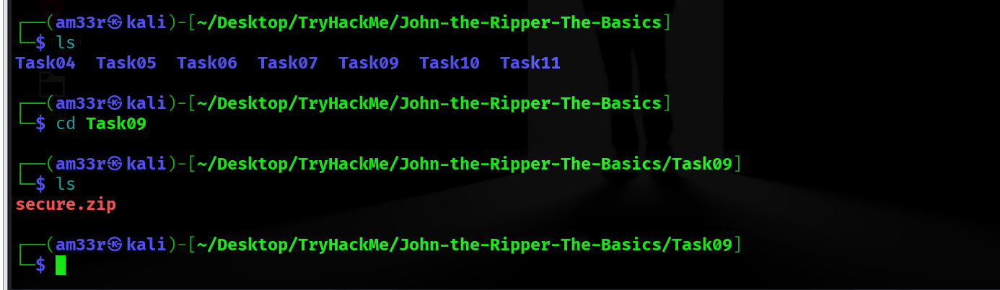 ┌──(am33r㉿kali)-[~/Desktop/TryHackMe/John-the-Ripper-The-Basics]
└─$ ls
Task04  Task05  Task06  Task07  Task09  Task10  Task11
┌──(am33r㉿kali)-[~/Desktop/TryHackMe/John-the-Ripper-The-Basics]
└─$ cd Task09
┌──(am33r㉿kali)-[~/Desktop/TryHackMe/John-the-Ripper-The-Basics/Task09]
└─$ ls
secure.zip
┌──(am33r㉿kali)-[~/Desktop/TryHackMe/John-the-Ripper-The-Basics/Task09]
└─$